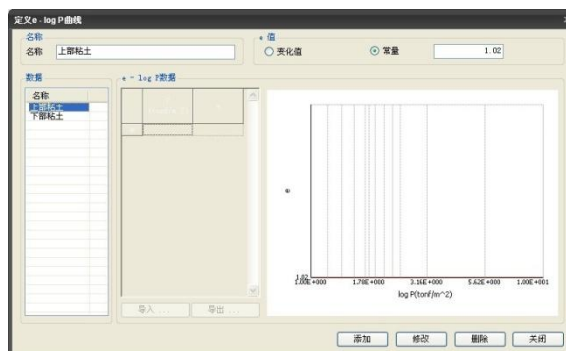 定义e - log P曲线
名称
名称 上部粘土
e 值
变化值 常量 1.02
数据
名称
上部粘土
下部粘土
e - log P数据
e
1.02
1.00E+000 1.78E+000 3.16E+000 5.62E+000 1.00E+001
log P(tonf/m^2)
导入 ... 导出 ...
添加 修改 删除 关闭